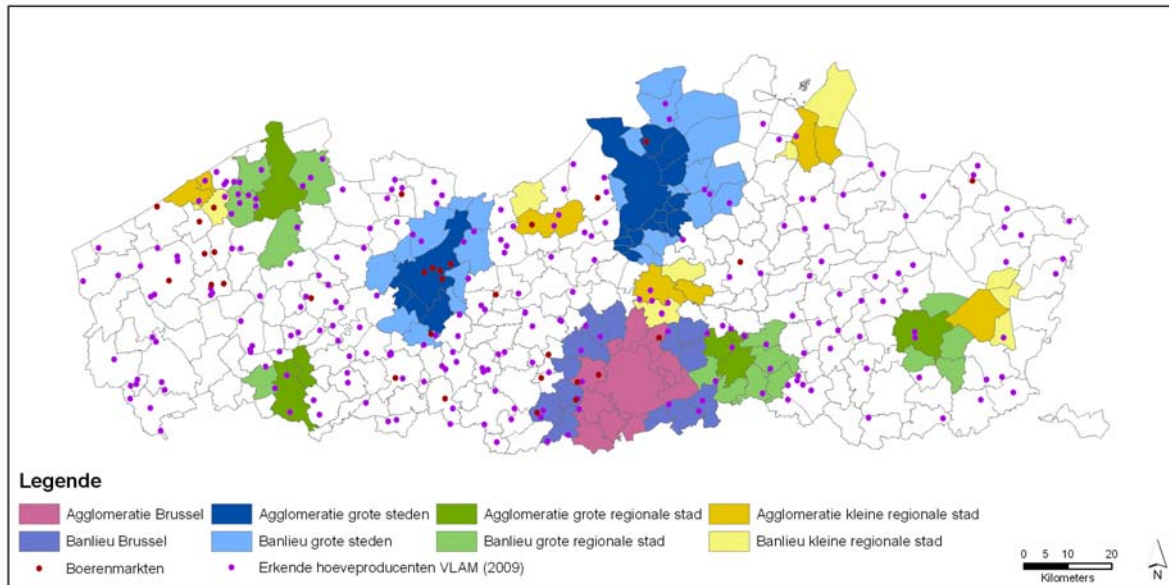 Legende
Agglomeratie Brussel Agglomeratie grote steden Agglomeratie grote regionale stad Agglomeratie kleine regionale stad
Banlieu Brussel Banlieu grote steden Banlieu grote regionale stad Banlieu kleine regionale stad
Boerenmarkten Erkende hoeveproducenten VLAM (2009)
0 5 10 20
Kilometers
N